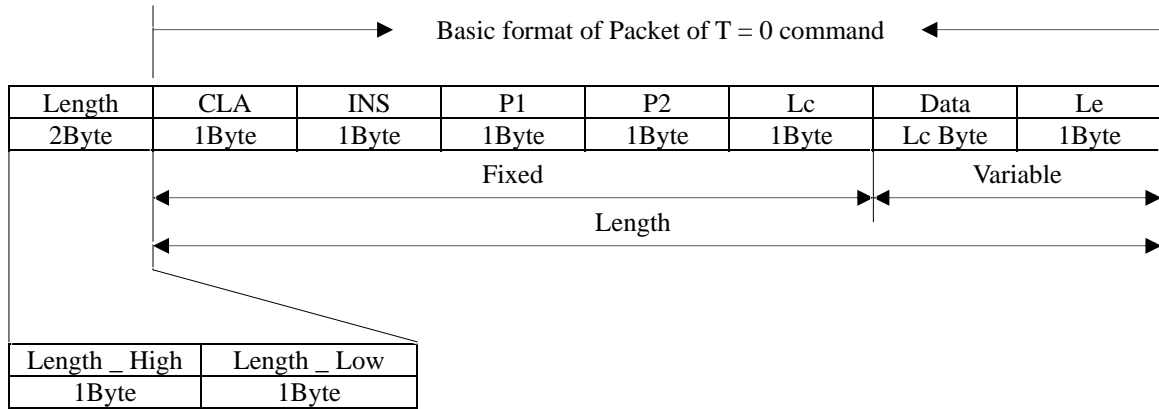 Basic format of Packet of T = 0 command
Length CLA INS P1 P2 Lc Data Le
2Byte 1Byte 1Byte 1Byte 1Byte 1Byte Lc Byte 1Byte
Fixed Variable
Length
Length _ High Length _ Low
1Byte 1Byte